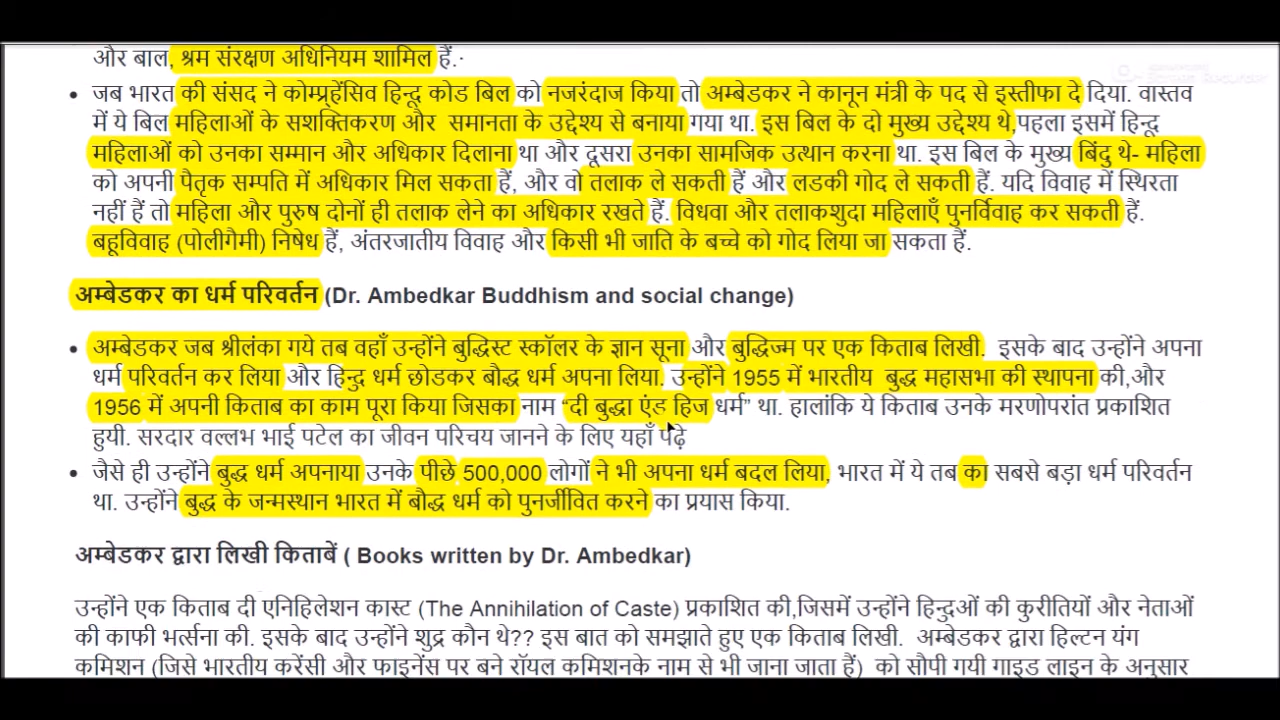 और बाल, श्रम संरक्षण अधिनियम शामिल हैं.·
• जब भारत की संसद ने कोम्प्र्हेंसिव हिन्दू कोड बिल को नजरंदाज किया तो अम्बेडकर ने कानून मंत्री के पद से इस्तीफा दे दिया. वास्तव
में ये बिल महिलाओं के सशक्तिकरण और समानता के उद्देश्य से बनाया गया था. इस बिल के दो मुख्य उद्देश्य थे,पहला इसमें हिन्दू
महिलाओं को उनका सम्मान और अधिकार दिलाना था और दूसरा उनका सामजिक उत्थान करना था. इस बिल के मुख्य बिंदु थे- महिला
को अपनी पैतृक सम्पति में अधिकार मिल सकता हैं, और वो तलाक ले सकती हैं और लडकी गोद ले सकती हैं. यदि विवाह में स्थिरता
नहीं हैं तो महिला और पुरुष दोनों ही तलाक लेने का अधिकार रखते हैं. विधवा और तलाकशुदा महिलाएँ पुनर्विवाह कर सकती हैं.
बहूविवाह (पोलीगैमी) निषेध हैं, अंतरजातीय विवाह और किसी भी जाति के बच्चे को गोद लिया जा सकता हैं.
अम्बेडकर का धर्म परिवर्तन (Dr. Ambedkar Buddhism and social change)
• अम्बेडकर जब श्रीलंका गये तब वहाँ उन्होंने बुद्धिस्ट स्कॉलर के ज्ञान सूना और बुद्धिज्म पर एक किताब लिखी. इसके बाद उन्होंने अपना
धर्म परिवर्तन कर लिया और हिन्दु धर्म छोडकर बौद्ध धर्म अपना लिया. उन्होंने 1955 में भारतीय बुद्ध महासभा की स्थापना की,और
1956 में अपनी किताब का काम पूरा किया जिसका नाम “दी बुद्धा एंड हिज धर्म” था. हालांकि ये किताब उनके मरणोपरांत प्रकाशित
हुयी. सरदार वल्लभ भाई पटेल का जीवन परिचय जानने के लिए यहाँ पढ़े
• जैसे ही उन्होंने बुद्ध धर्म अपनाया उनके पीछे 500,000 लोगों ने भी अपना धर्म बदल लिया, भारत में ये तब का सबसे बड़ा धर्म परिवर्तन
था. उन्होंने बुद्ध के जन्मस्थान भारत में बौद्ध धर्म को पुनर्जीवित करने का प्रयास किया.
अम्बेडकर द्वारा लिखी किताबें ( Books written by Dr. Ambedkar)
उन्होंने एक किताब दी एनिहिलेशन कास्ट (The Annihilation of Caste) प्रकाशित की,जिसमें उन्होंने हिन्दुओं की कुरीतियों और नेताओं
की काफी भर्त्सना की. इसके बाद उन्होंने शुद्र कौन थे?? इस बात को समझाते हुए एक किताब लिखी. अम्बेडकर द्वारा हिल्टन यंग
कमिशन (जिसे भारतीय करेंसी और फाइनेंस पर बने रॉयल कमिशनके नाम से भी जाना जाता हैं) को सौपी गयी गाइड लाइन के अनुसार